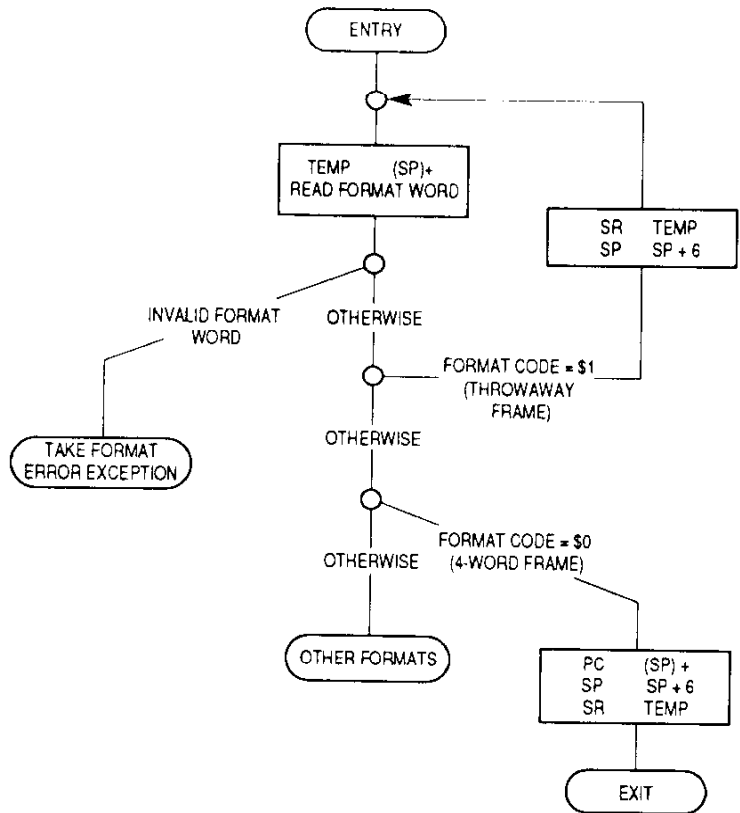 ENTRY
TEMP (SP)+
READ FORMAT WORD
SR TEMP
SP SP + 6
INVALID FORMAT
WORD
OTHERWISE
FORMAT CODE = $1
(THROWAWAY
FRAME)
TAKE FORMAT
ERROR EXCEPTION
OTHERWISE
FORMAT CODE = $0
(4-WORD FRAME)
OTHERWISE
OTHER FORMATS
PC (SP) +
SP SP + 6
SR TEMP
EXIT